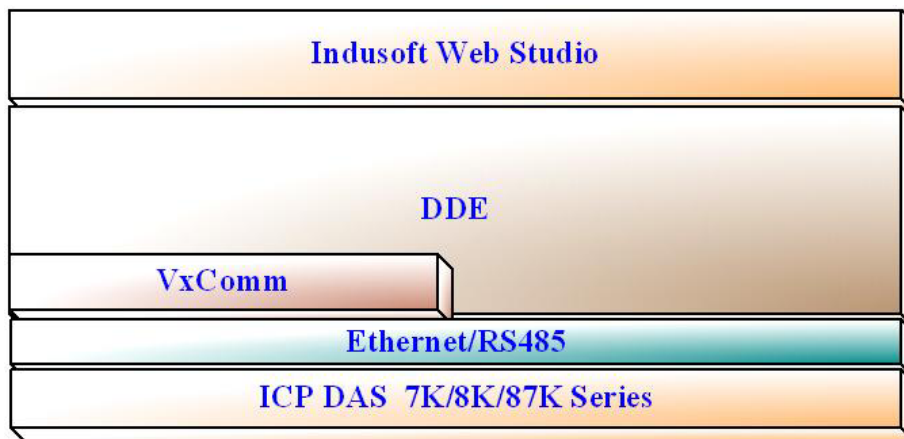 Indusoft Web Studio
DDE
VxComm
Ethernet/RS485
ICP DAS 7K/8K/87K Series